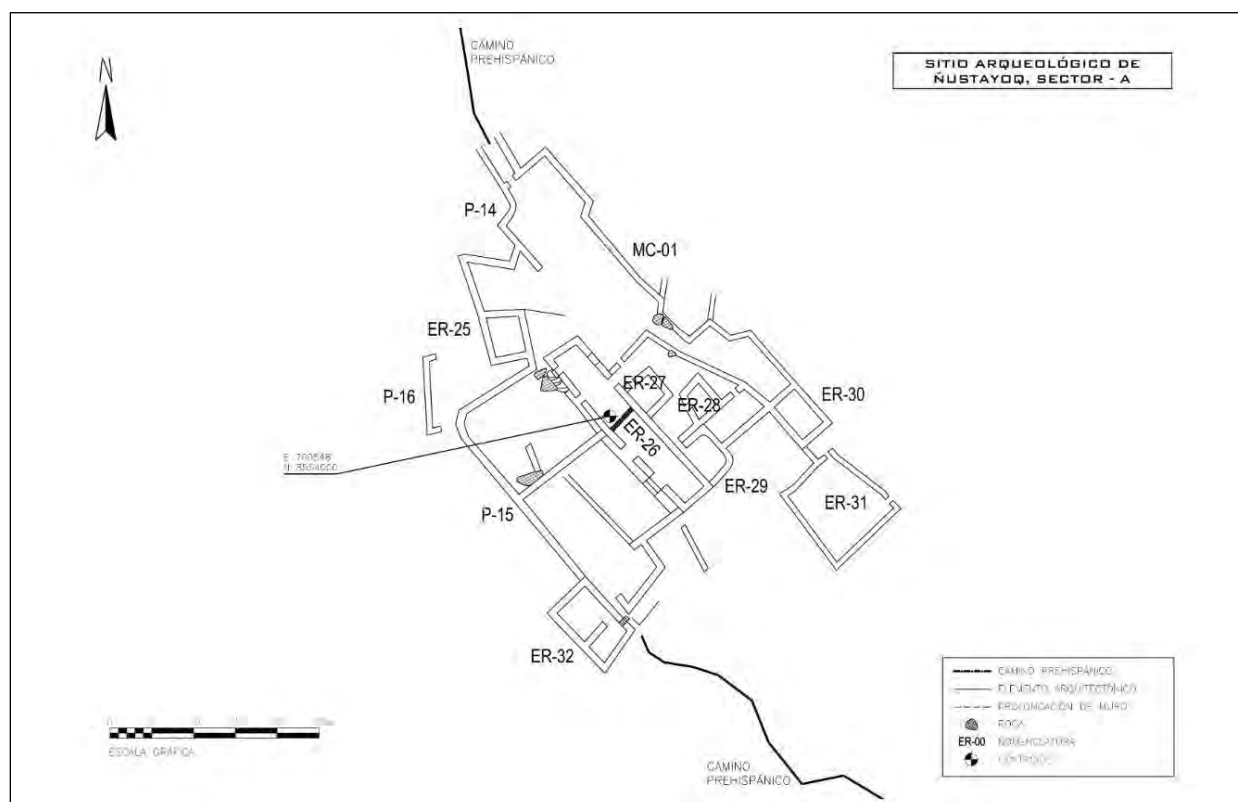 CAMINO
PREHISPÁNICO
SITIO ARQUEOLÓGICO DE
ÑUSTAYOQ, SECTOR - A
N
P-14
MC-01
ER-25
P-16
ER-27
ER-28
ER-30
ER-26
ER-29
ER-31
P-15
ER-32
CAMINO
PREHISPÁNICO
ESCALA GRÁFICA
CAMINO PREHISPÁNICO
ELEMENTO ARQUITECTÓNICO
PROLONGACIÓN DE MURO
ROCA
ER-00 NOMENCLATURA